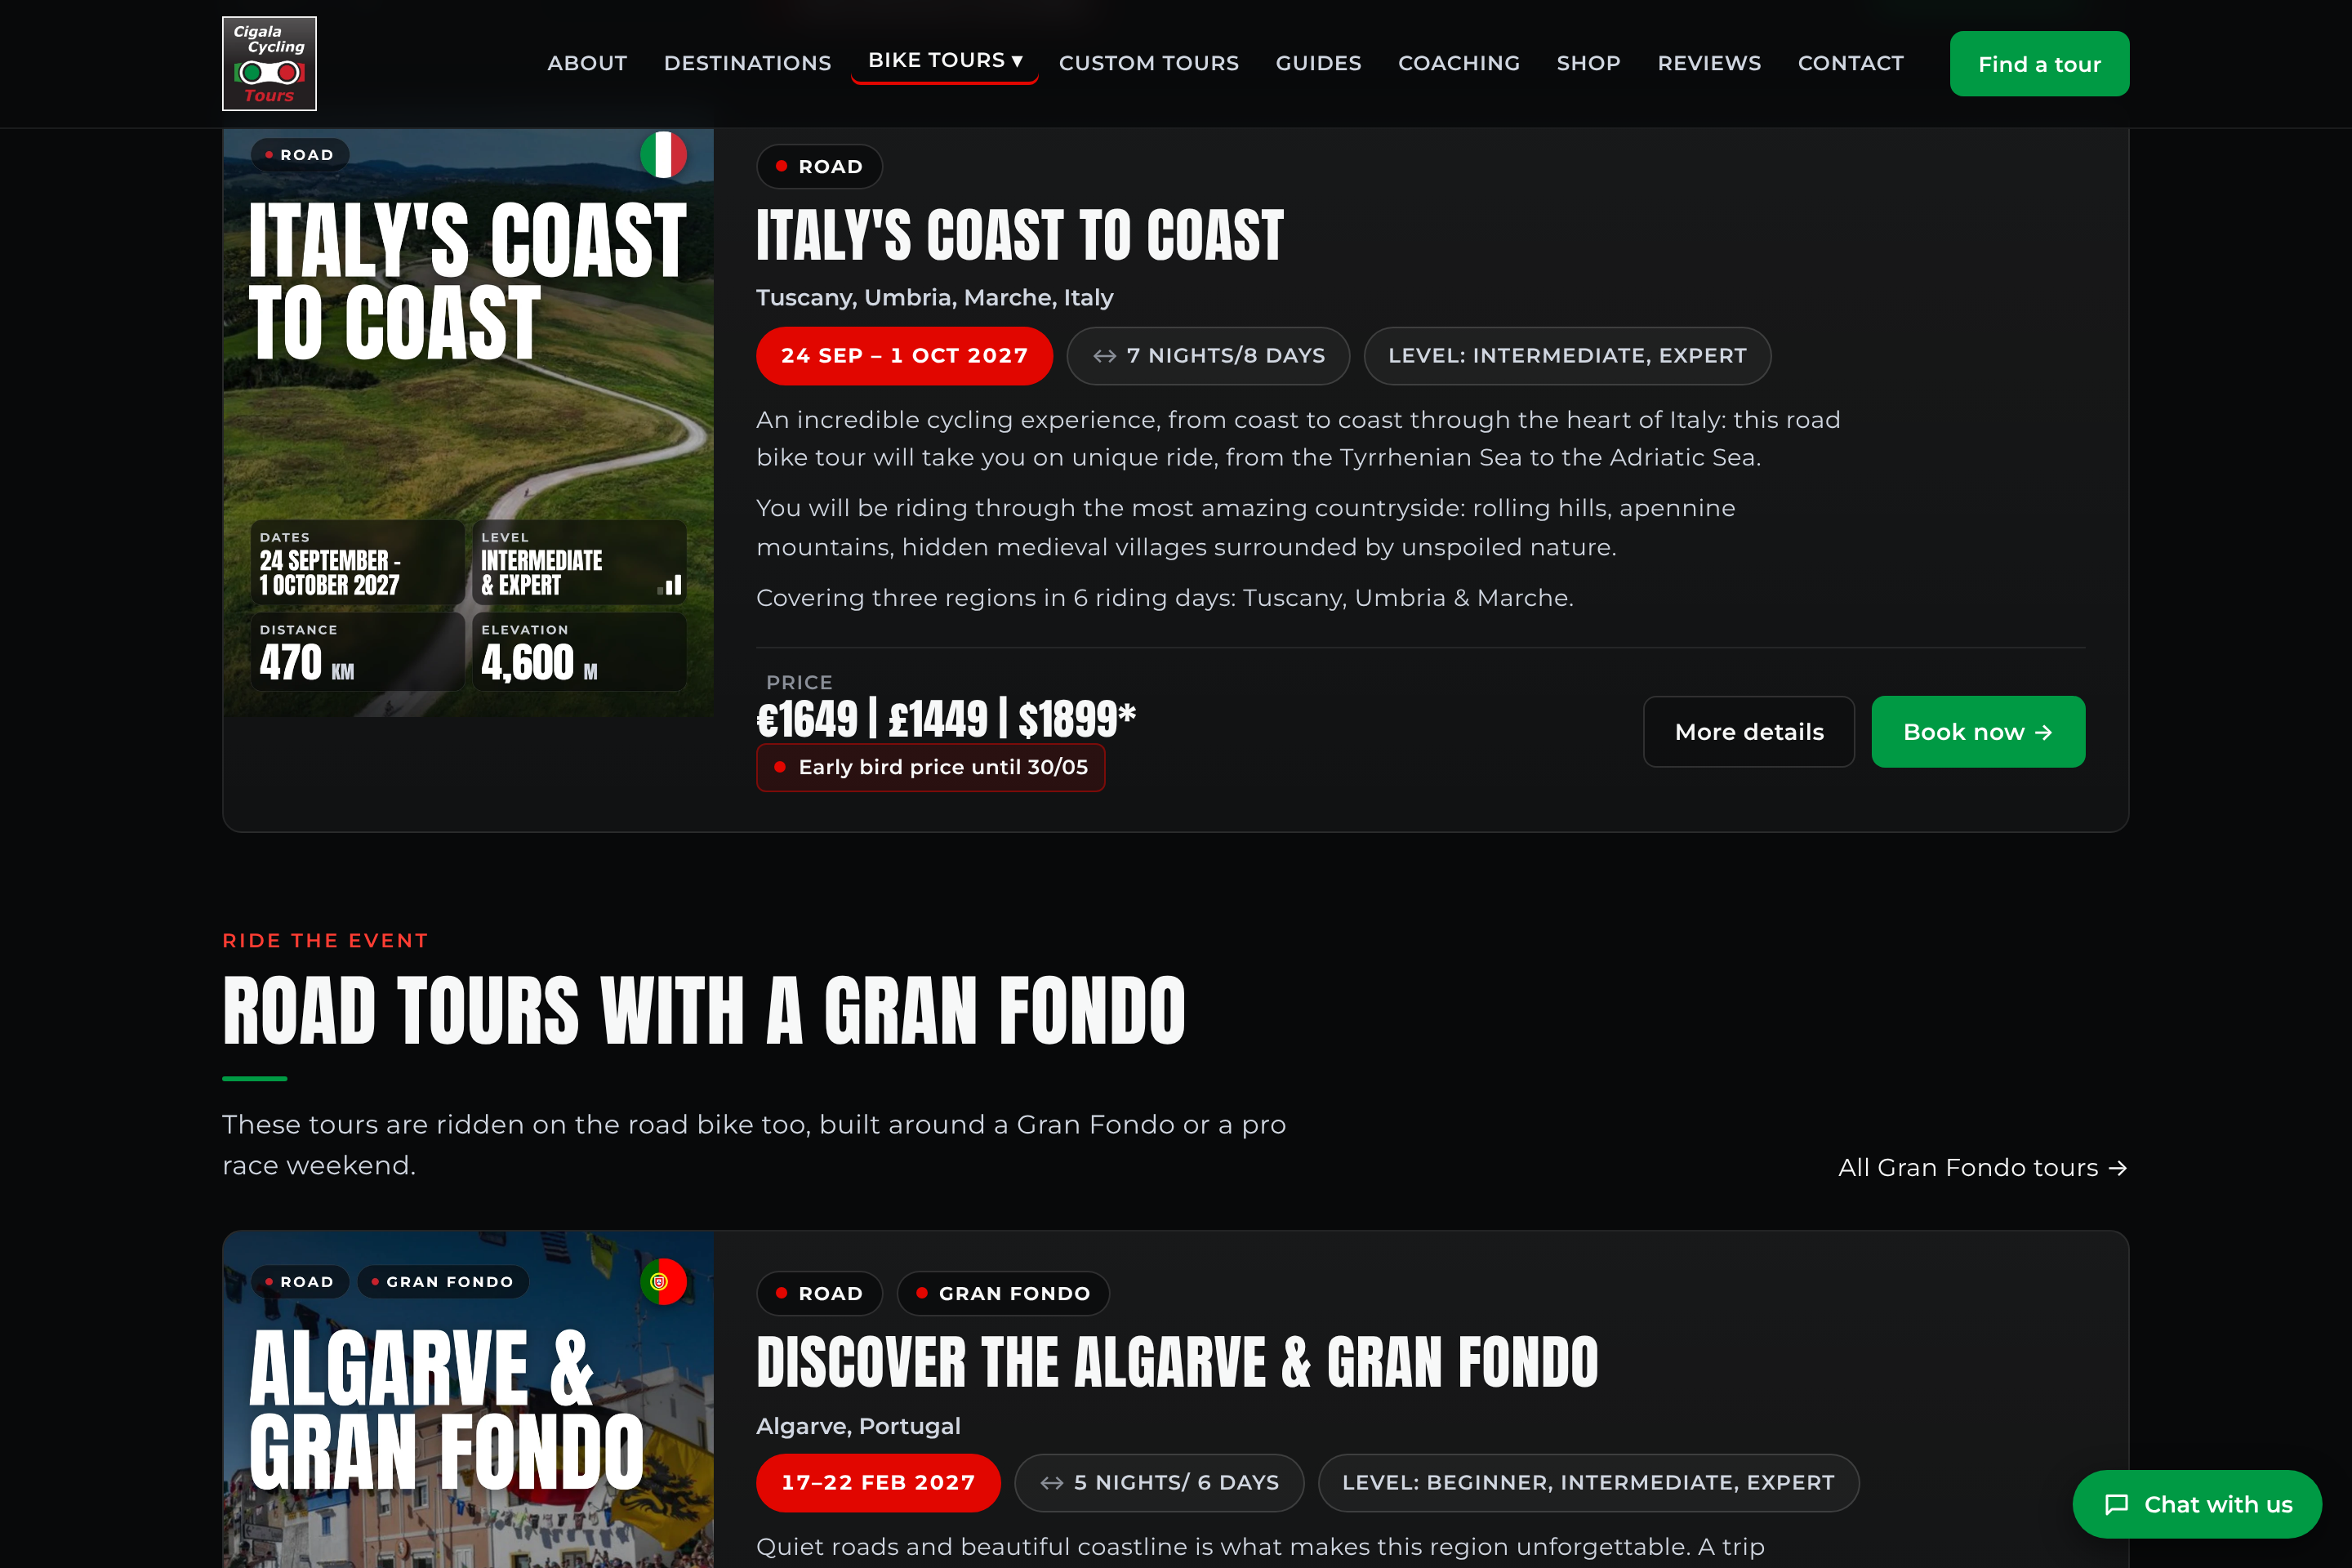 Cigala
Cycling
Tours
ABOUT
DESTINATIONS
BIKE TOURS ▾
CUSTOM TOURS
GUIDES
COACHING
SHOP
REVIEWS
CONTACT
Find a tour
ROAD
ITALY'S COAST
TO COAST
DATES
24 SEPTEMBER -
1 OCTOBER 2027
LEVEL
INTERMEDIATE
& EXPERT
DISTANCE
470 KM
ELEVATION
4,600 M
ROAD
ITALY'S COAST TO COAST
Tuscany, Umbria, Marche, Italy
24 SEP – 1 OCT 2027
↔ 7 NIGHTS/8 DAYS
LEVEL: INTERMEDIATE, EXPERT
An incredible cycling experience, from coast to coast through the heart of Italy: this road
bike tour will take you on unique ride, from the Tyrrhenian Sea to the Adriatic Sea.
You will be riding through the most amazing countryside: rolling hills, apennine
mountains, hidden medieval villages surrounded by unspoiled nature.
Covering three regions in 6 riding days: Tuscany, Umbria & Marche.
PRICE
€1649 | £1449 | $1899*
Early bird price until 30/05
More details
Book now →
RIDE THE EVENT
ROAD TOURS WITH A GRAN FONDO
These tours are ridden on the road bike too, built around a Gran Fondo or a pro
race weekend.
All Gran Fondo tours →
ROAD
GRAN FONDO
ALGARVE &
GRAN FONDO
ROAD
GRAN FONDO
DISCOVER THE ALGARVE & GRAN FONDO
Algarve, Portugal
17–22 FEB 2027
↔ 5 NIGHTS/ 6 DAYS
LEVEL: BEGINNER, INTERMEDIATE, EXPERT
Quiet roads and beautiful coastline is what makes this region unforgettable. A trip
Chat with us